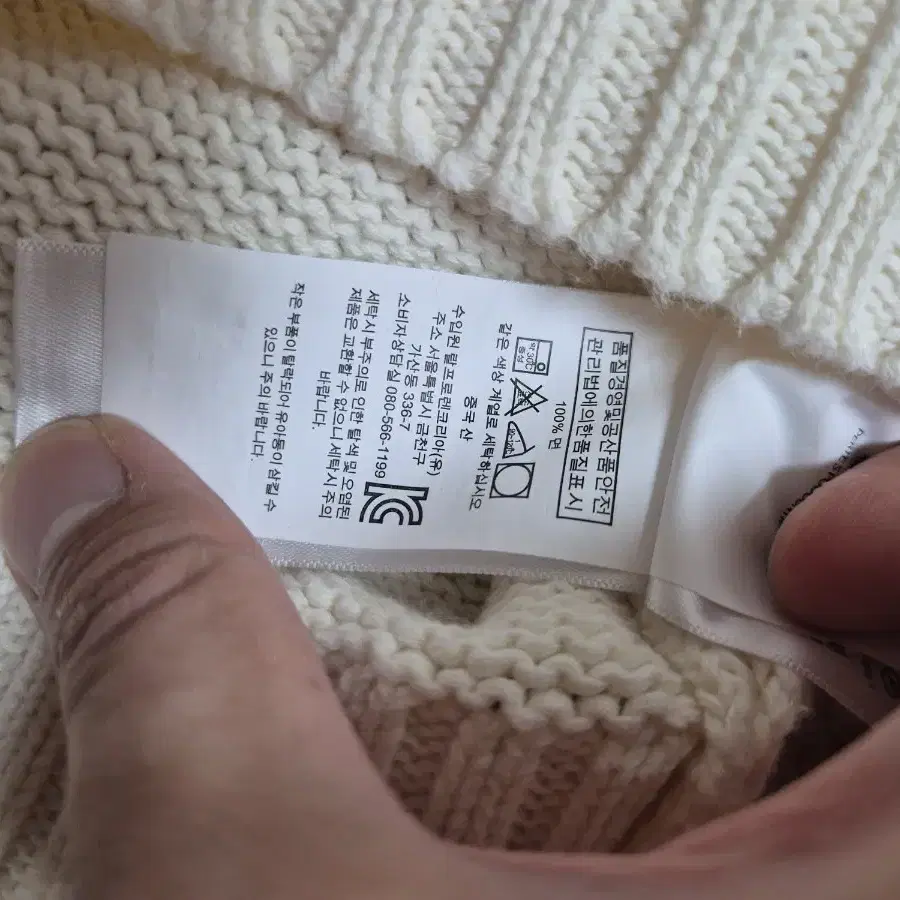 품질경영및공산품안전
관리법에의한품질표시
100% 면
약 30℃
중성
같은 색상 계열로 세탁하십시오
중국 산
수입원 랄프로렌코리아(유)
주소 서울특별시 금천구
가산동 336-7
소비자상담실 080-566-1199
세탁시 부주의로 인한 탈색 및 오염된
제품은 교환할 수 없으니 세탁시 주의
바랍니다.
작은 부품이 탈락되어 유아동이 삼킬 수
있으니 주의 바랍니다.